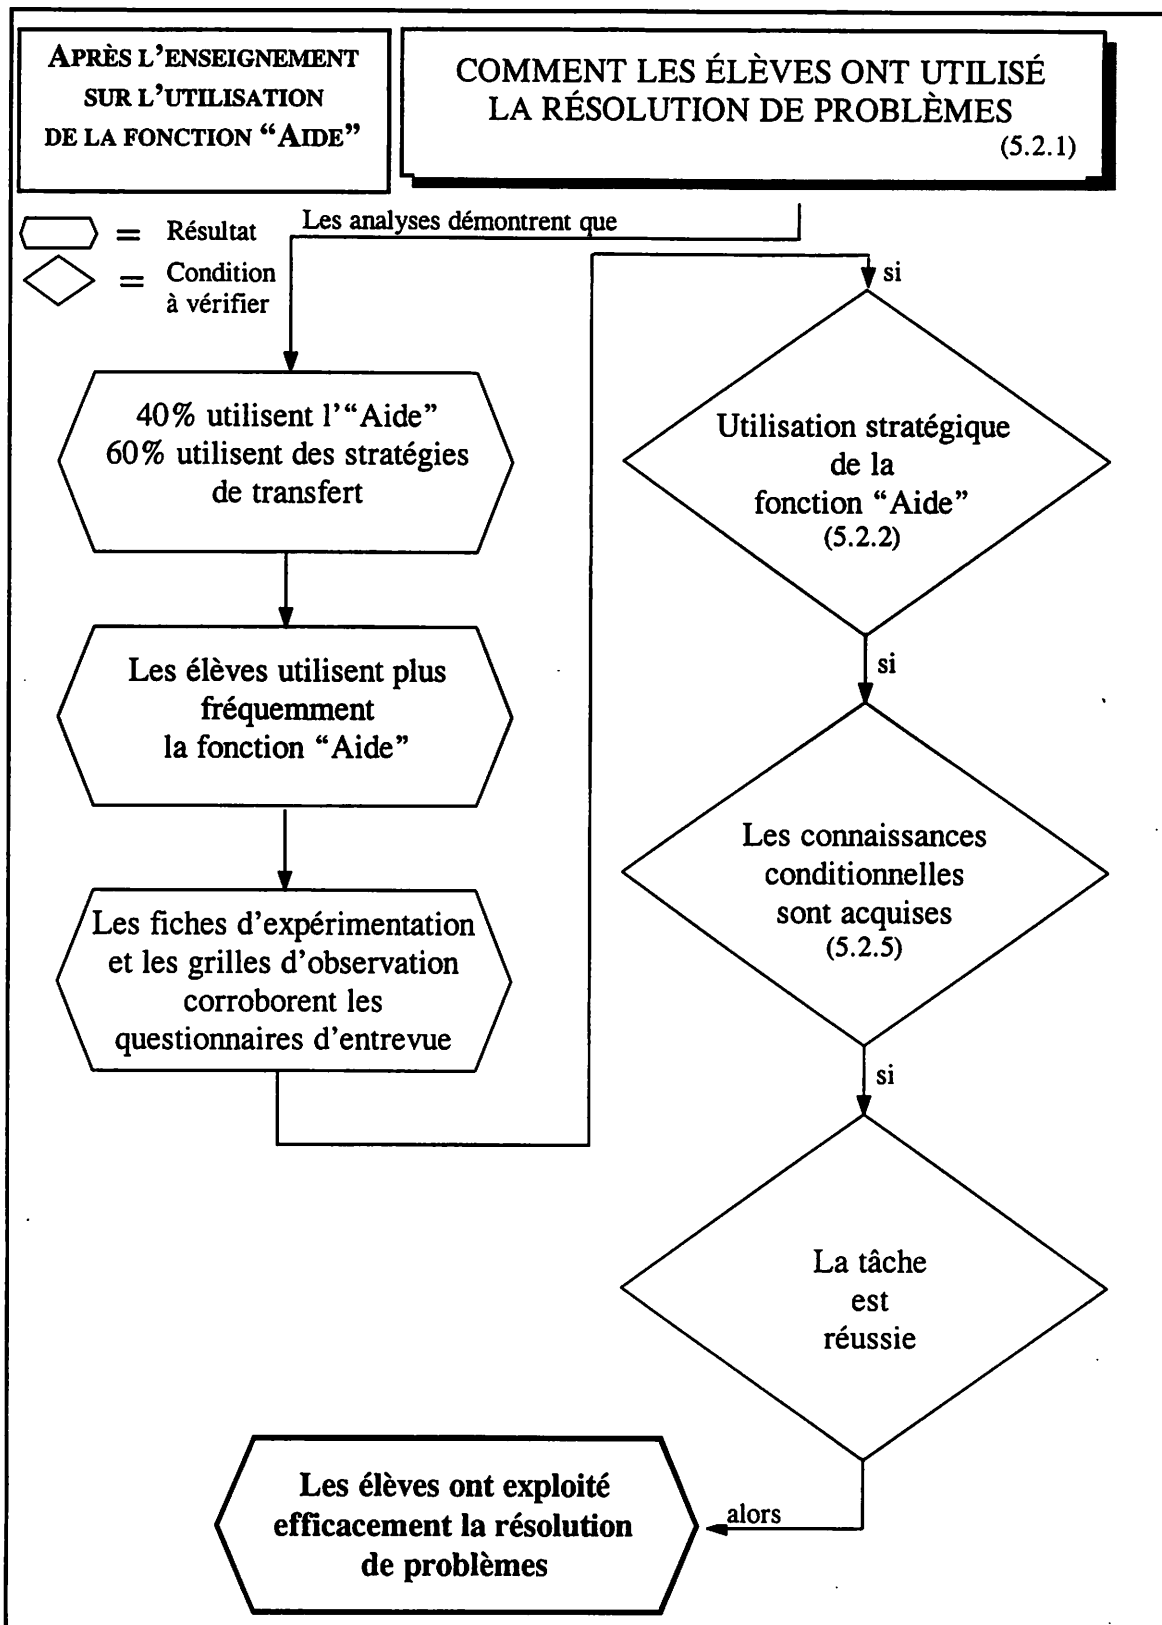 APRÈS L'ENSEIGNEMENT
SUR L'UTILISATION
DE LA FONCTION “AIDE”
COMMENT LES ÉLÈVES ONT UTILISÉ
LA RÉSOLUTION DE PROBLÈMES
(5.2.1)
= Résultat
= Condition
à vérifier
Les analyses démontrent que
40% utilisent l'“Aide”
60% utilisent des stratégies
de transfert
Les élèves utilisent plus
fréquemment
la fonction “Aide”
Les fiches d'expérimentation
et les grilles d'observation
corroborent les
questionnaires d'entrevue
si
Utilisation stratégique
de la
fonction “Aide”
(5.2.2)
si
Les connaissances
conditionnelles
sont acquises
(5.2.5)
si
La tâche
est
réussie
alors
Les élèves ont exploité
efficacement la résolution
de problèmes